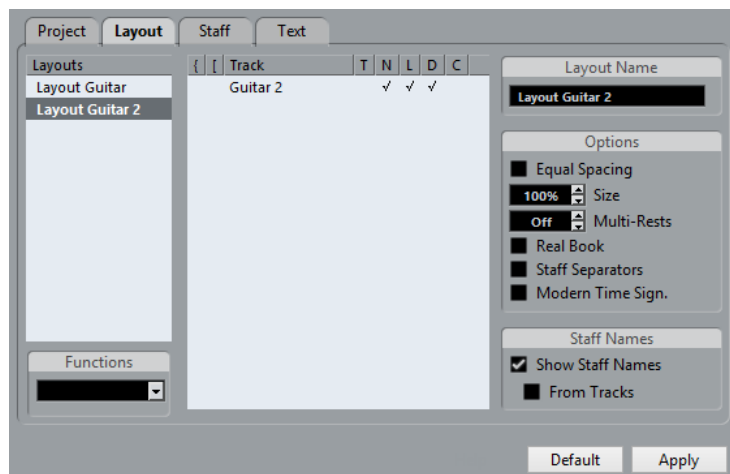 Project Layout Staff Text
Layouts
Layout Guitar
Layout Guitar 2
{ [ Track T N L D C
Guitar 2 √ √ √
Layout Name
Layout Guitar 2
Options
Equal Spacing
100% Size
Off Multi-Rests
Real Book
Staff Separators
Modern Time Sign.
Functions
Staff Names
Show Staff Names
From Tracks
Default Apply